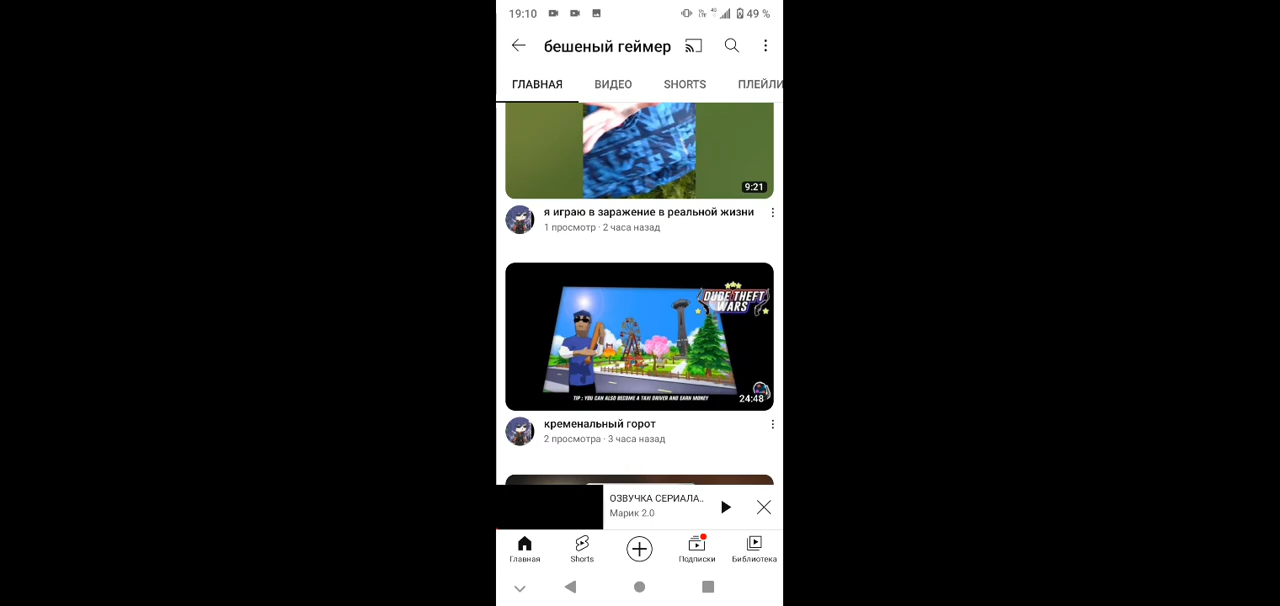 19:10
49 %
бешеный геймер
ГЛАВНАЯ ВИДЕО SHORTS ПЛЕЙЛИ
9:21
я играю в заражение в реальной жизни
1 просмотр · 2 часа назад
DUDE THEFT
WARS
TIP : YOU CAN ALSO BECOME A TAXI DRIVER AND EARN MONEY
24:48
кременальный горот
2 просмотра · 3 часа назад
ОЗВУЧКА СЕРИАЛА..
Марик 2.0
Главная Shorts Подписки Библиотека